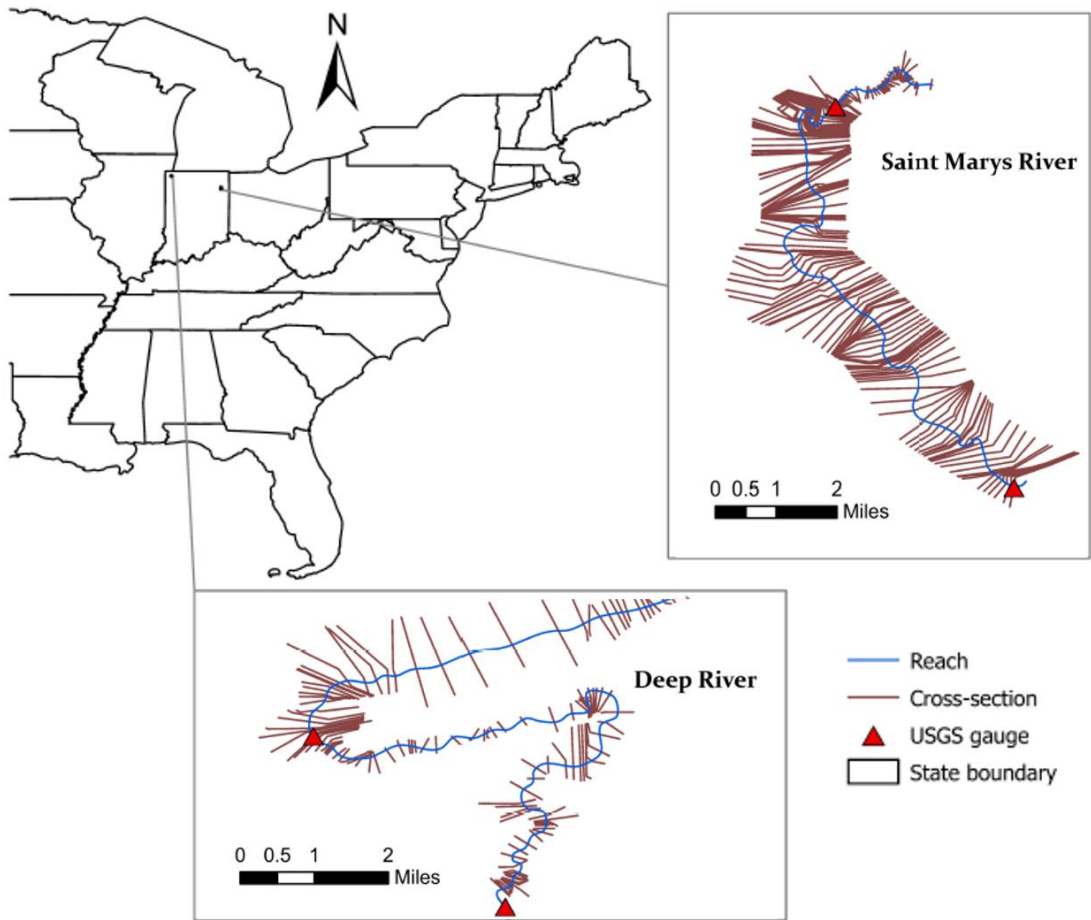 N
Saint Marys River
0 0.5 1 2
Miles
Deep River
0 0.5 1 2
Miles
Reach
Cross-section
USGS gauge
State boundary